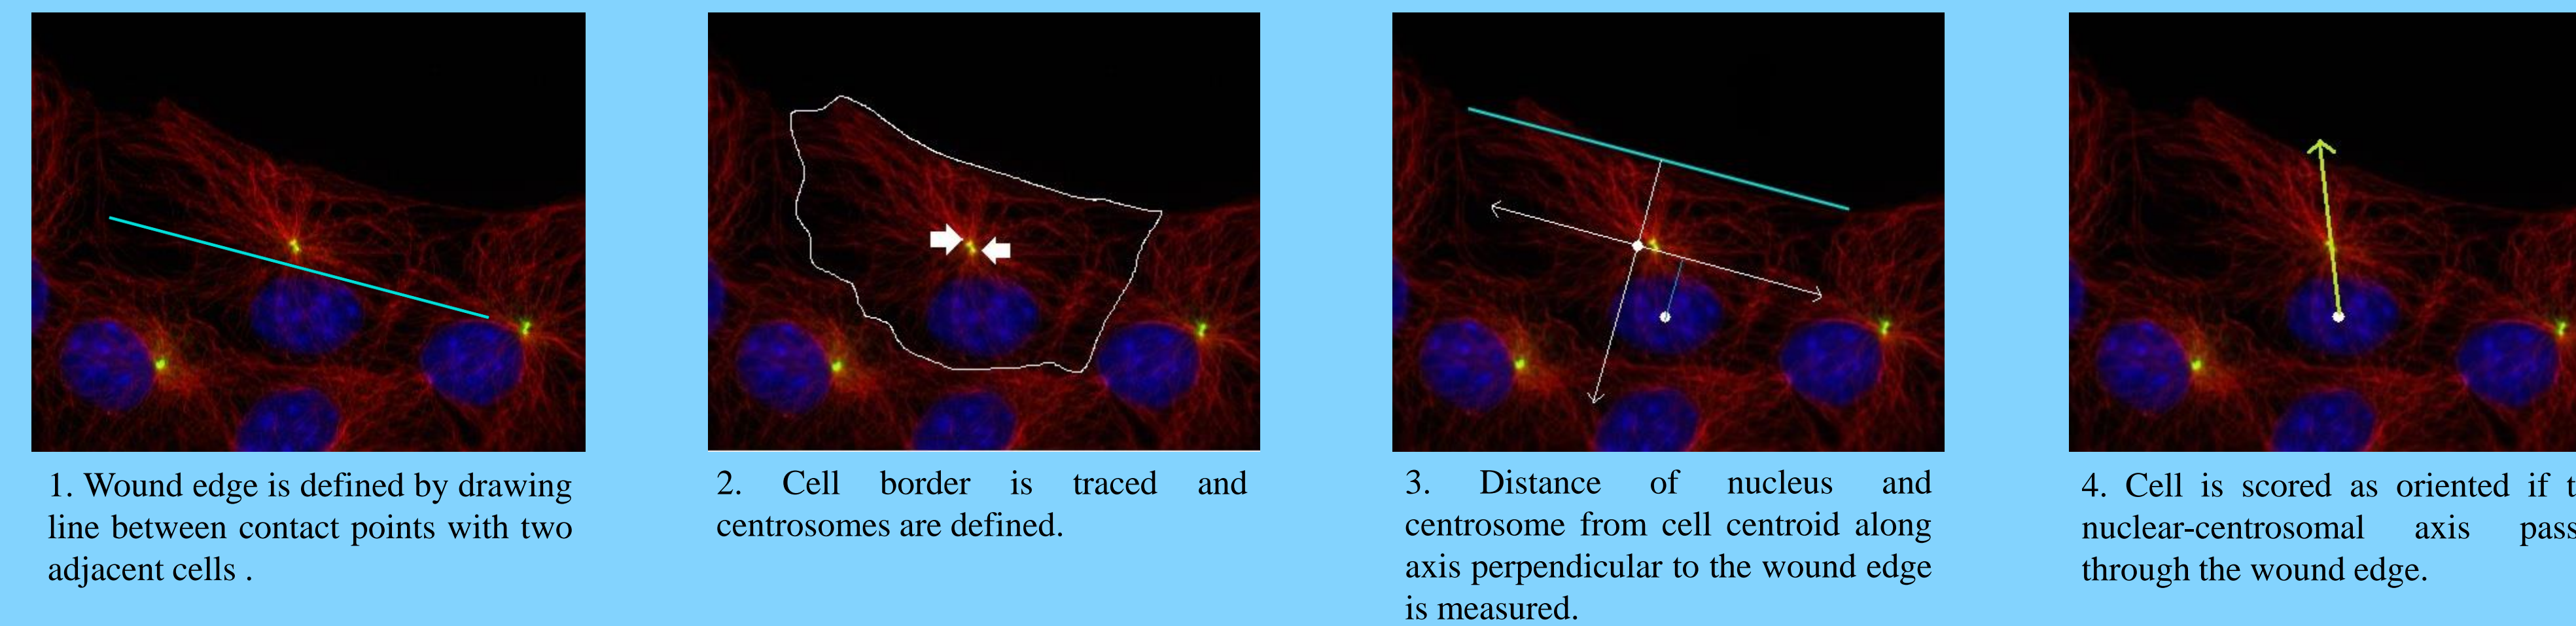 1. Wound edge is defined by drawing
line between contact points with two
adjacent cells .
2. Cell border is traced and
centrosomes are defined.
3. Distance of nucleus and
centrosome from cell centroid along
axis perpendicular to the wound edge
is measured.
4. Cell is scored as oriented if
nuclear-centrosomal axis
through the wound edge.